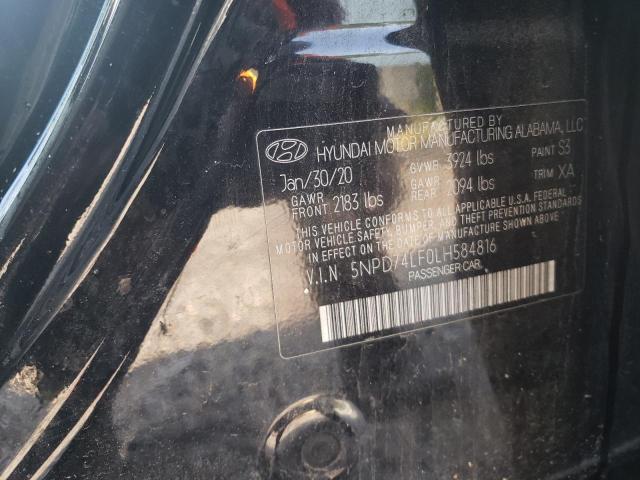 MANUFACTURED BY
HYUNDAI MOTOR MANUFACTURING ALABAMA, LLC
Jan/30/20 GVWR 3924 lbs PAINT S3
GAWR FRONT 2183 lbs GAWR REAR 2094 lbs TRIM XA
THIS VEHICLE CONFORMS TO ALL APPLICABLE U.S.A. FEDERAL
MOTOR VEHICLE SAFETY, BUMPER, AND THEFT PREVENTION STANDARDS
IN EFFECT ON THE DATE OF MANUFACTURE SHOWN ABOVE.
V.I.N 5NPD74LF0LH584816
PASSENGER CAR